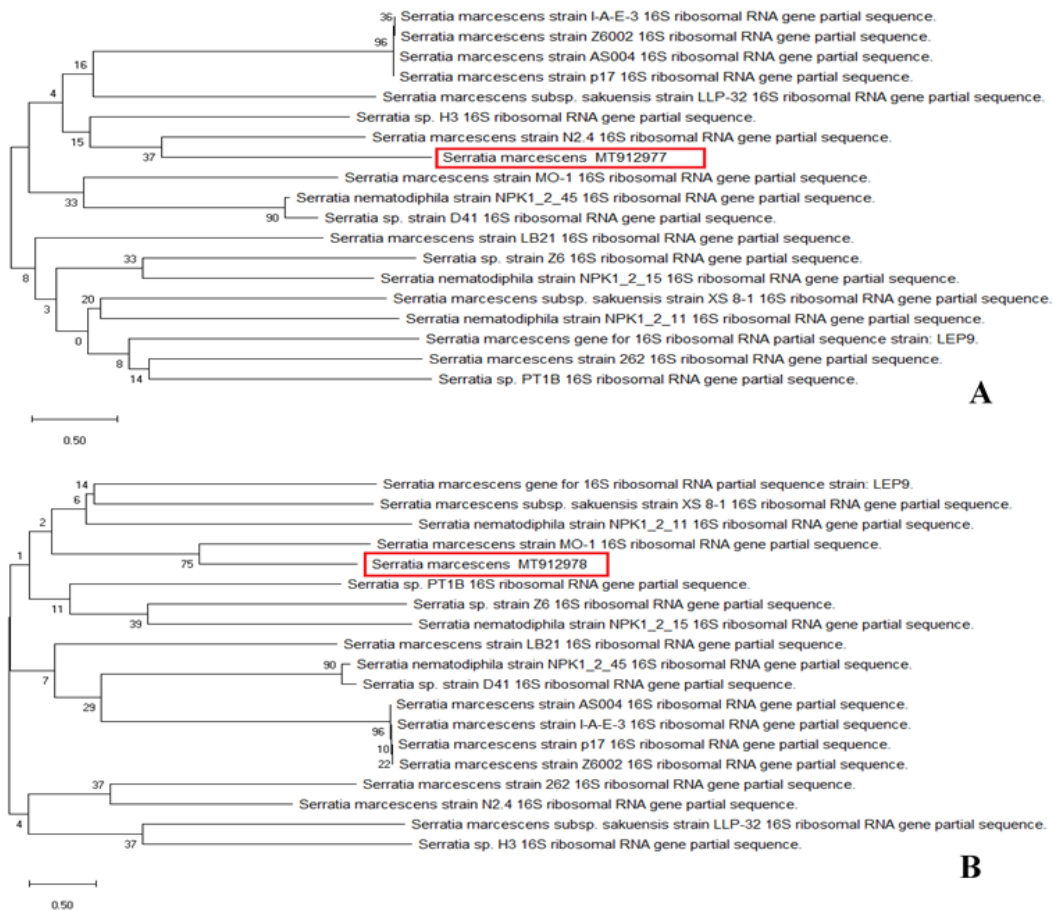 36
Serratia marcescens strain I-A-E-3 16S ribosomal RNA gene partial sequence.
Serratia marcescens strain Z6002 16S ribosomal RNA gene partial sequence.
96
Serratia marcescens strain AS004 16S ribosomal RNA gene partial sequence.
16
Serratia marcescens strain p17 16S ribosomal RNA gene partial sequence.
4
Serratia marcescens subsp. sakuensis strain LLP-32 16S ribosomal RNA gene partial sequence.
Serratia sp. H3 16S ribosomal RNA gene partial sequence.
15
Serratia marcescens strain N2.4 16S ribosomal RNA gene partial sequence.
37
Serratia marcescens MT912977
Serratia marcescens strain MO-1 16S ribosomal RNA gene partial sequence.
33
Serratia nematodiphila strain NPK1_2_45 16S ribosomal RNA gene partial sequence.
90
Serratia sp. strain D41 16S ribosomal RNA gene partial sequence.
Serratia marcescens strain LB21 16S ribosomal RNA gene partial sequence.
33
Serratia sp. strain Z6 16S ribosomal RNA gene partial sequence.
8
Serratia nematodiphila strain NPK1_2_15 16S ribosomal RNA gene partial sequence.
20
Serratia marcescens subsp. sakuensis strain XS 8-1 16S ribosomal RNA gene partial sequence.
3
Serratia nematodiphila strain NPK1_2_11 16S ribosomal RNA gene partial sequence.
0
Serratia marcescens gene for 16S ribosomal RNA partial sequence strain: LEP9.
8
Serratia marcescens strain 262 16S ribosomal RNA gene partial sequence.
14
Serratia sp. PT1B 16S ribosomal RNA gene partial sequence.
A
0.50
14
Serratia marcescens gene for 16S ribosomal RNA partial sequence strain: LEP9.
6
Serratia marcescens subsp. sakuensis strain XS 8-1 16S ribosomal RNA gene partial sequence.
2
Serratia nematodiphila strain NPK1_2_11 16S ribosomal RNA gene partial sequence.
Serratia marcescens strain MO-1 16S ribosomal RNA gene partial sequence.
1
75
Serratia marcescens MT912978
Serratia sp. PT1B 16S ribosomal RNA gene partial sequence.
11
Serratia sp. strain Z6 16S ribosomal RNA gene partial sequence.
39
Serratia nematodiphila strain NPK1_2_15 16S ribosomal RNA gene partial sequence.
Serratia marcescens strain LB21 16S ribosomal RNA gene partial sequence.
90
Serratia nematodiphila strain NPK1_2_45 16S ribosomal RNA gene partial sequence.
7
Serratia sp. strain D41 16S ribosomal RNA gene partial sequence.
29
Serratia marcescens strain AS004 16S ribosomal RNA gene partial sequence.
Serratia marcescens strain I-A-E-3 16S ribosomal RNA gene partial sequence.
96
Serratia marcescens strain p17 16S ribosomal RNA gene partial sequence.
10
Serratia marcescens strain Z6002 16S ribosomal RNA gene partial sequence.
22
Serratia marcescens strain 262 16S ribosomal RNA gene partial sequence.
37
Serratia marcescens strain N2.4 16S ribosomal RNA gene partial sequence.
4
Serratia marcescens subsp. sakuensis strain LLP-32 16S ribosomal RNA gene partial sequence.
37
Serratia sp. H3 16S ribosomal RNA gene partial sequence.
B
0.50